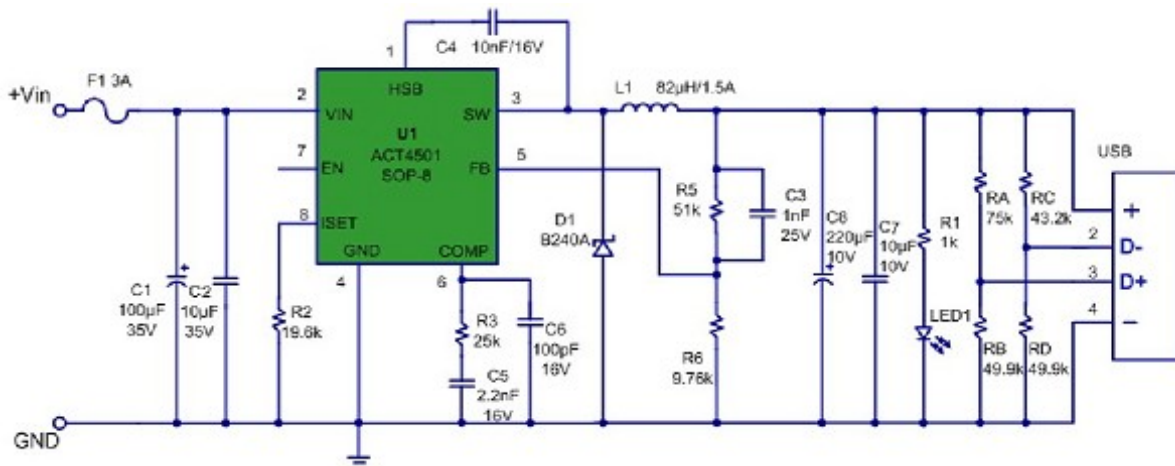 C4 10nF/16V
1
F1 3A
L1 82µH/1.5A
+Vin
2
HSB
3
VIN
SW
U1
ACT4501
SOP-8
7
EN
FB
5
USB
8
ISET
R5
51k
C3
1nF
25V
RA
75k
RC
43.2k
D1
B240A
C8
220µF
10V
C7
10µF
10V
R1
1k
+
2
D-
GND
COMP
4
6
3
D+
C1
100µF
35V
C2
10µF
35V
R2
19.6k
R3
25k
C6
100pF
16V
4
-
LED1
R6
9.76k
RB
49.9k
RD
49.9k
C5
2.2nF
16V
GND